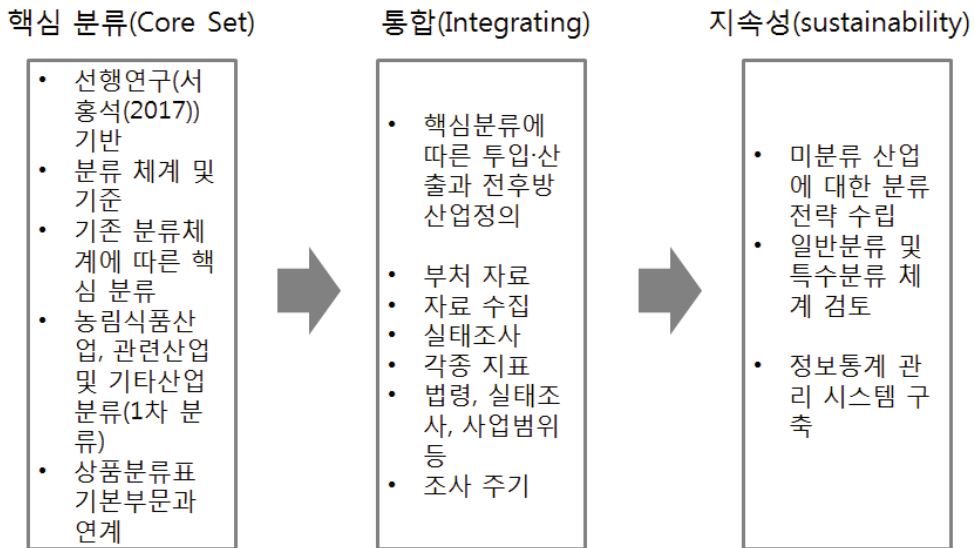 핵심 분류(Core Set)
• 선행연구(서
홍석(2017))
기반
• 분류 체계 및
기준
• 기존 분류체
계에 따른 핵
심 분류
• 농림식품산
업, 관련산업
및 기타산업
분류(1차 분
류)
• 상품분류표
기본부문과
연계
통합(Integrating)
• 핵심분류에
따른 투입·산
출과 전후방
산업정의
• 부처 자료
• 자료 수집
• 실태조사
• 각종 지표
• 법령, 실태조
사, 사업범위
등
• 조사 주기
지속성(sustainability)
• 미분류 산업
에 대한 분류
전략 수립
• 일반분류 및
특수분류 체
계 검토
• 정보통계 관
리 시스템 구
축